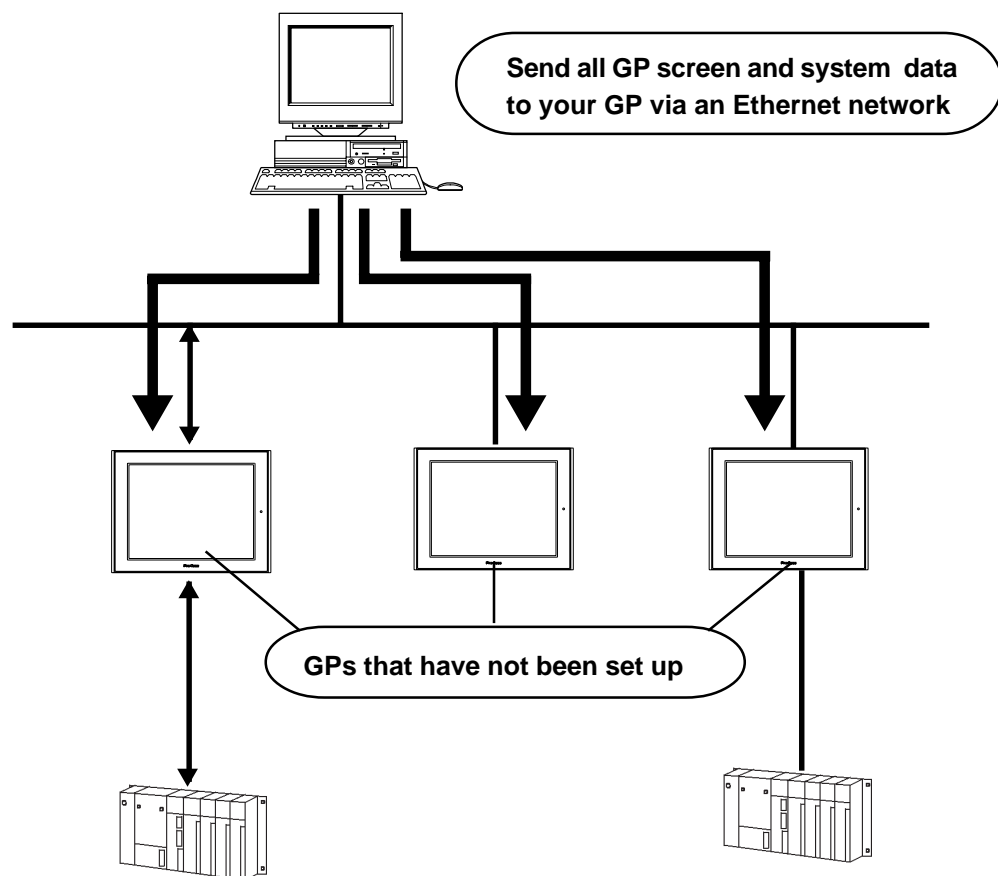 Send all GP screen and system data
to your GP via an Ethernet network
GPs that have not been set up